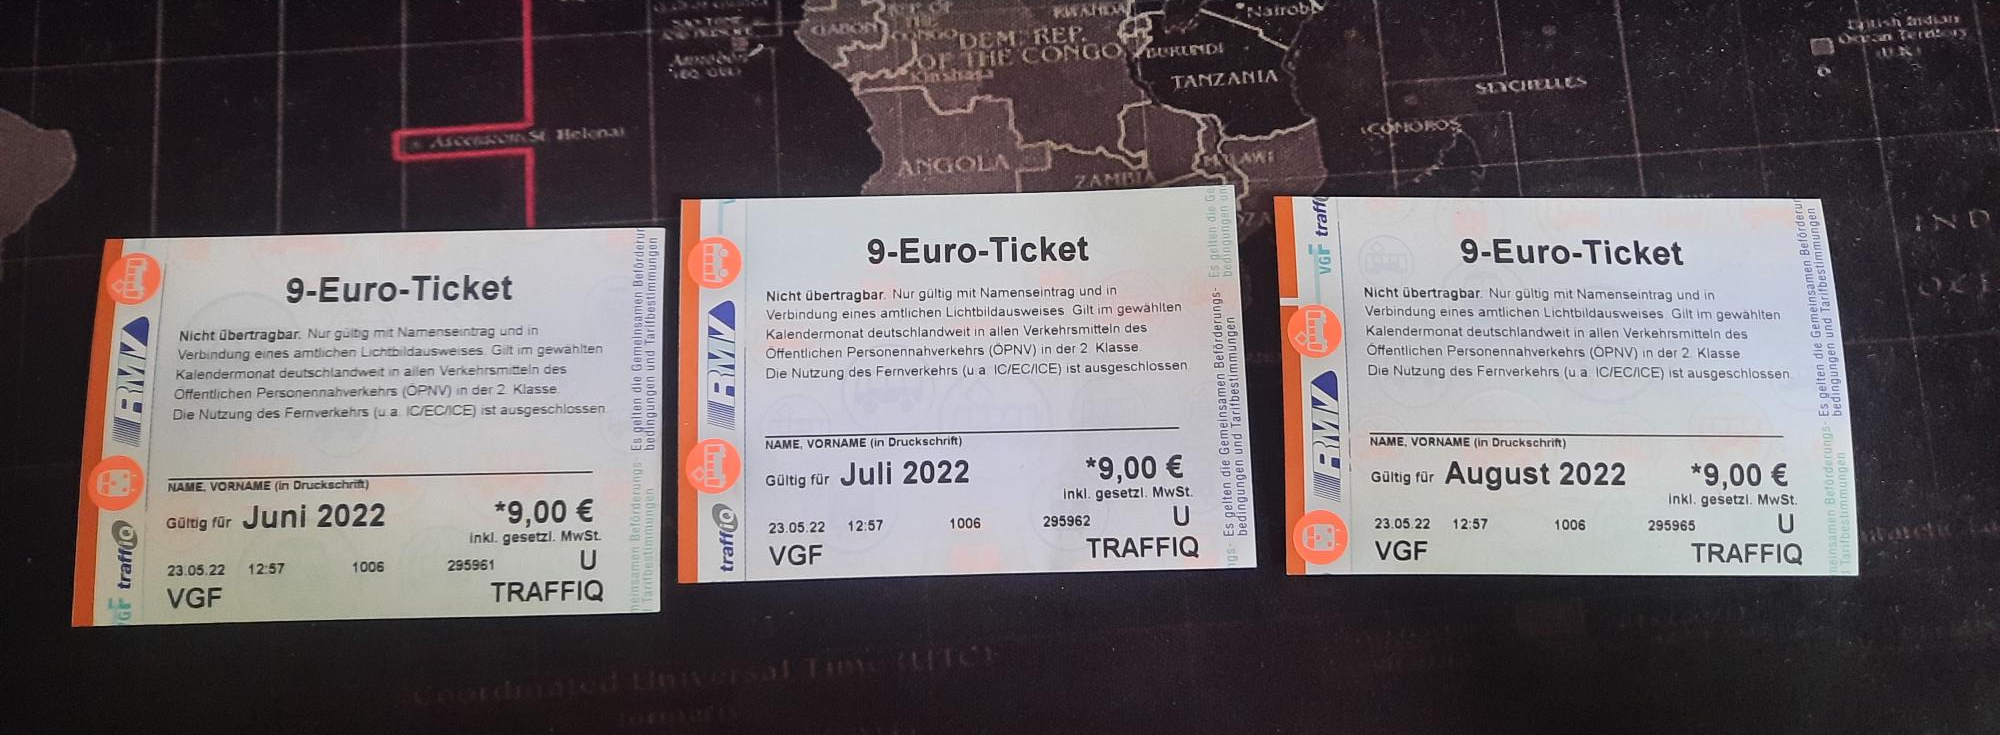 Nairobi
RWANDA
GABON
DEM. REP.
OF THE CONGO
BURUNDI
Kinshasa
TANZANIA
SEYCHELLES
British Indian
Ocean Territory
(U.K.)
Ascension St. Helena
COMOROS
ANGOLA
MALAWI
ZAMBIA
9-Euro-Ticket
Nicht übertragbar. Nur gültig mit Namenseintrag und in
Verbindung eines amtlichen Lichtbildausweises. Gilt im gewählten
Kalendermonat deutschlandweit in allen Verkehrsmitteln des
Öffentlichen Personennahverkehrs (ÖPNV) in der 2. Klasse.
Die Nutzung des Fernverkehrs (u.a. IC/EC/ICE) ist ausgeschlossen
NAME, VORNAME (in Druckschrift)
Gültig für Juni 2022 *9,00 €
inkl. gesetzl. MwSt.
23.05.22 12:57 1006 295961 U
VGF TRAFFIQ
RMV
traffiQ
Es gelten die Gemeinsamen Beförderun
bedingungen und Tarifbestimmungen
9-Euro-Ticket
Nicht übertragbar. Nur gültig mit Namenseintrag und in
Verbindung eines amtlichen Lichtbildausweises. Gilt im gewählten
Kalendermonat deutschlandweit in allen Verkehrsmitteln des
Öffentlichen Personennahverkehrs (ÖPNV) in der 2. Klasse.
Die Nutzung des Fernverkehrs (u.a. IC/EC/ICE) ist ausgeschlossen
NAME, VORNAME (in Druckschrift)
Gültig für Juli 2022 *9,00 €
inkl. gesetzl. MwSt.
23.05.22 12:57 1006 295962 U
VGF TRAFFIQ
RMV
traffiQ
Es gelten die Gemeinsamen Beförderungs-
bedingungen und Tarifbestimmungen
9-Euro-Ticket
Nicht übertragbar. Nur gültig mit Namenseintrag und in
Verbindung eines amtlichen Lichtbildausweises. Gilt im gewählten
Kalendermonat deutschlandweit in allen Verkehrsmitteln des
Öffentlichen Personennahverkehrs (ÖPNV) in der 2. Klasse.
Die Nutzung des Fernverkehrs (u.a. IC/EC/ICE) ist ausgeschlossen.
NAME, VORNAME (in Druckschrift)
Gültig für August 2022 *9,00 €
inkl. gesetzl. MwSt.
23.05.22 12:57 1006 295965 U
VGF TRAFFIQ
VGF traff
RMV
Es gelten die Gemeinsamen Beförderun
bedingungen und Tarifbestimmungen
Coordinated Universal Time (UTC)
formerly